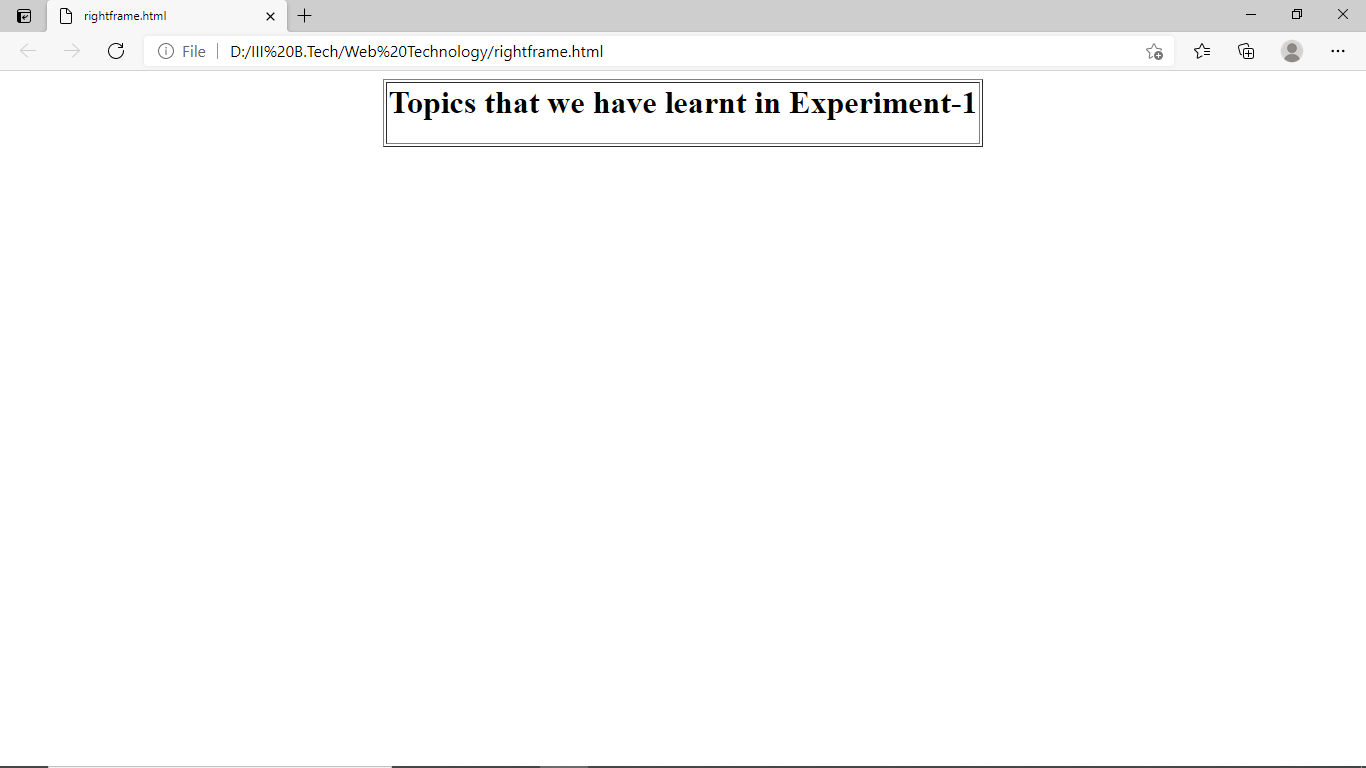 rightframe.html
File
D:/III%20B.Tech/Web%20Technology/rightframe.html
Topics that we have learnt in Experiment-1